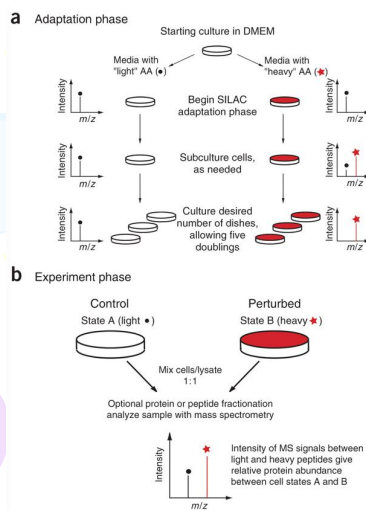 a Adaptation phase
Starting culture in DMEM
Media with
"light" AA (●)
Media with
"heavy" AA (★)
Intensity
m/z
Begin SILAC
adaptation phase
Intensity
m/z
Intensity
m/z
Subculture cells,
as needed
Intensity
m/z
Intensity
m/z
Culture desired
number of dishes,
allowing five
doublings
Intensity
m/z
b Experiment phase
Control
State A (light ●)
Perturbed
State B (heavy ★)
Mix cells/lysate
1:1
Optional protein or peptide fractionation
analyze sample with mass spectrometry
Intensity
m/z
Intensity of MS signals between
light and heavy peptides give
relative protein abundance
between cell states A and B